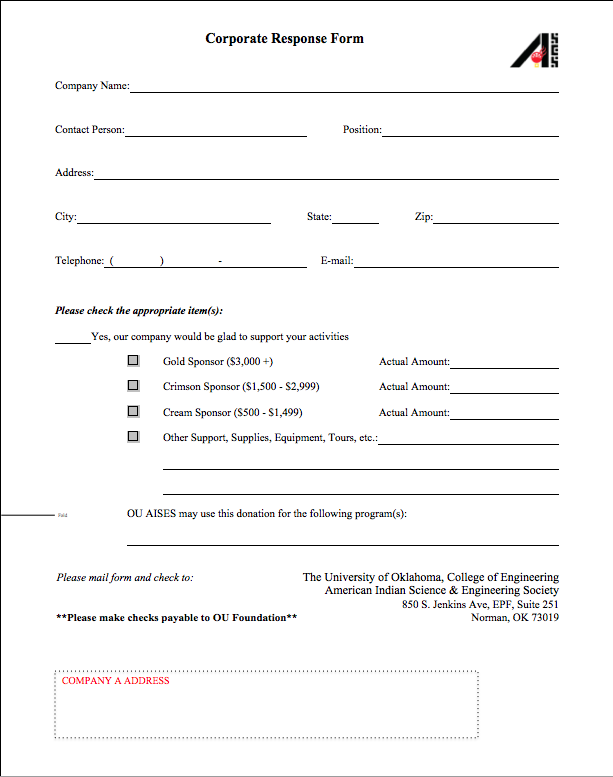 Corporate Response Form
Company Name:
Contact Person: Position:
Address:
City: State: Zip:
Telephone: ( ) - E-mail:
Please check the appropriate item(s):
Yes, our company would be glad to support your activities
Gold Sponsor ($3,000 +) Actual Amount:
Crimson Sponsor ($1,500 - $2,999) Actual Amount:
Cream Sponsor ($500 - $1,499) Actual Amount:
Other Support, Supplies, Equipment, Tours, etc.:
Fold
OU AISES may use this donation for the following program(s):
Please mail form and check to: The University of Oklahoma, College of Engineering
American Indian Science & Engineering Society
850 S. Jenkins Ave, EPF, Suite 251
**Please make checks payable to OU Foundation** Norman, OK 73019
COMPANY A ADDRESS